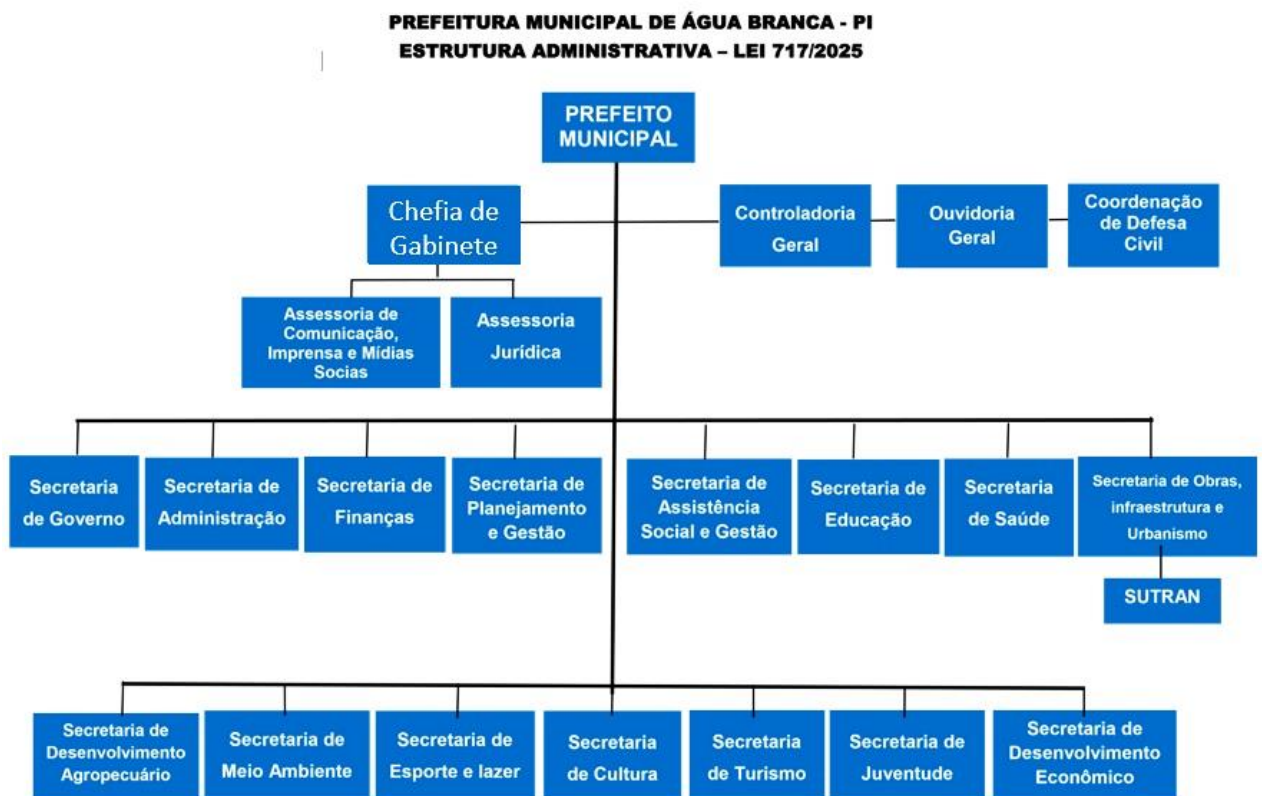 PREFEITURA MUNICIPAL DE ÁGUA BRANCA - PI
ESTRUTURA ADMINISTRATIVA – LEI 717/2025
PREFEITO
MUNICIPAL
Chefia de
Gabinete
Controladoria
Geral
Ouvidoria
Geral
Coordenação
de Defesa
Civil
Assessoria de
Comunicação,
Imprensa e Mídias
Socias
Assessoria
Jurídica
Secretaria
de Governo
Secretaria de
Administração
Secretaria de
Finanças
Secretaria de
Planejamento
e Gestão
Secretaria de
Assistência
Social e Gestão
Secretaria de
Educação
Secretaria
de Saúde
Secretaria de Obras,
infraestrutura e
Urbanismo
SUTRAN
Secretaria de
Desenvolvimento
Agropecuário
Secretaria de
Meio Ambiente
Secretaria de
Esporte e lazer
Secretaria
de Cultura
Secretaria
de Turismo
Secretaria de
Juventude
Secretaria de
Desenvolvimento
Econômico